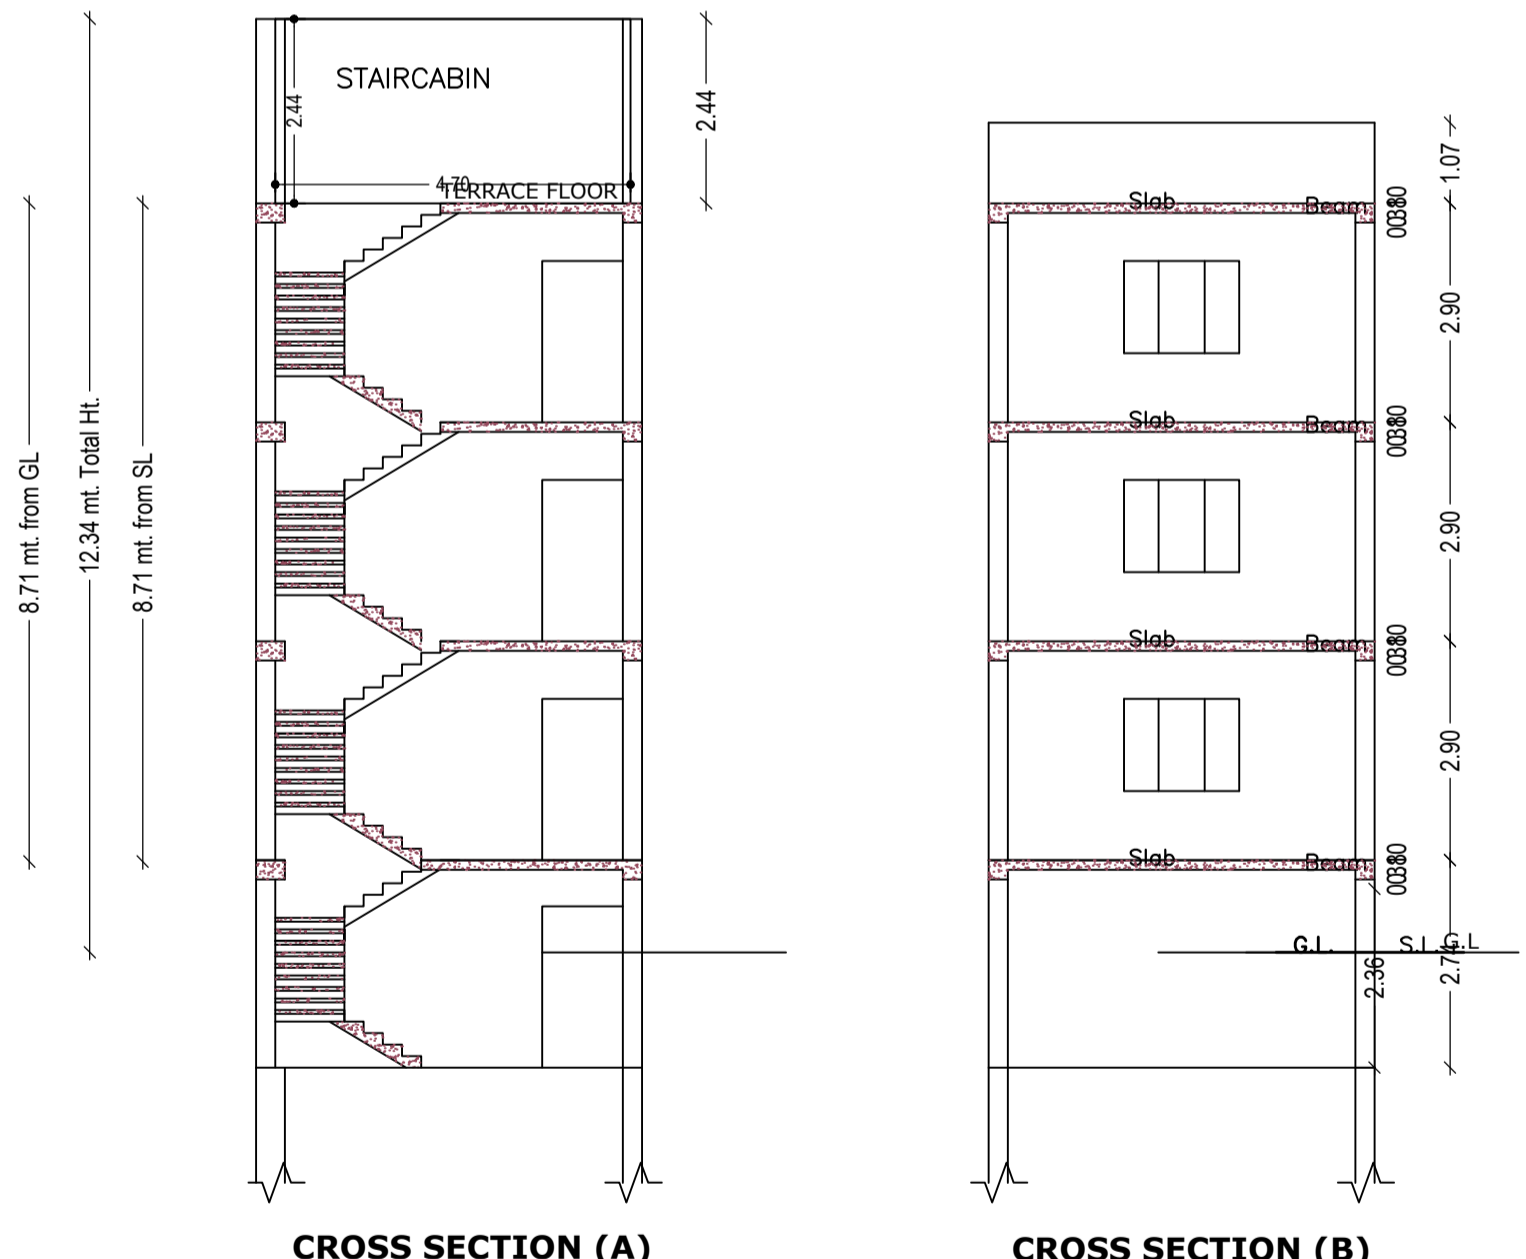 STAIRCABIN
2.44
2.44
4.70
TERRACE FLOOR
8.71 mt. from GL
12.34 mt. Total Ht.
8.71 mt. from SL
1.07
Slab
Beam
2.90
Slab
Beam
2.90
Slab
Beam
2.90
Slab
Beam
G.L.
S.L.
G.L
2.36
2.74
CROSS SECTION (A)
CROSS SECTION (B)